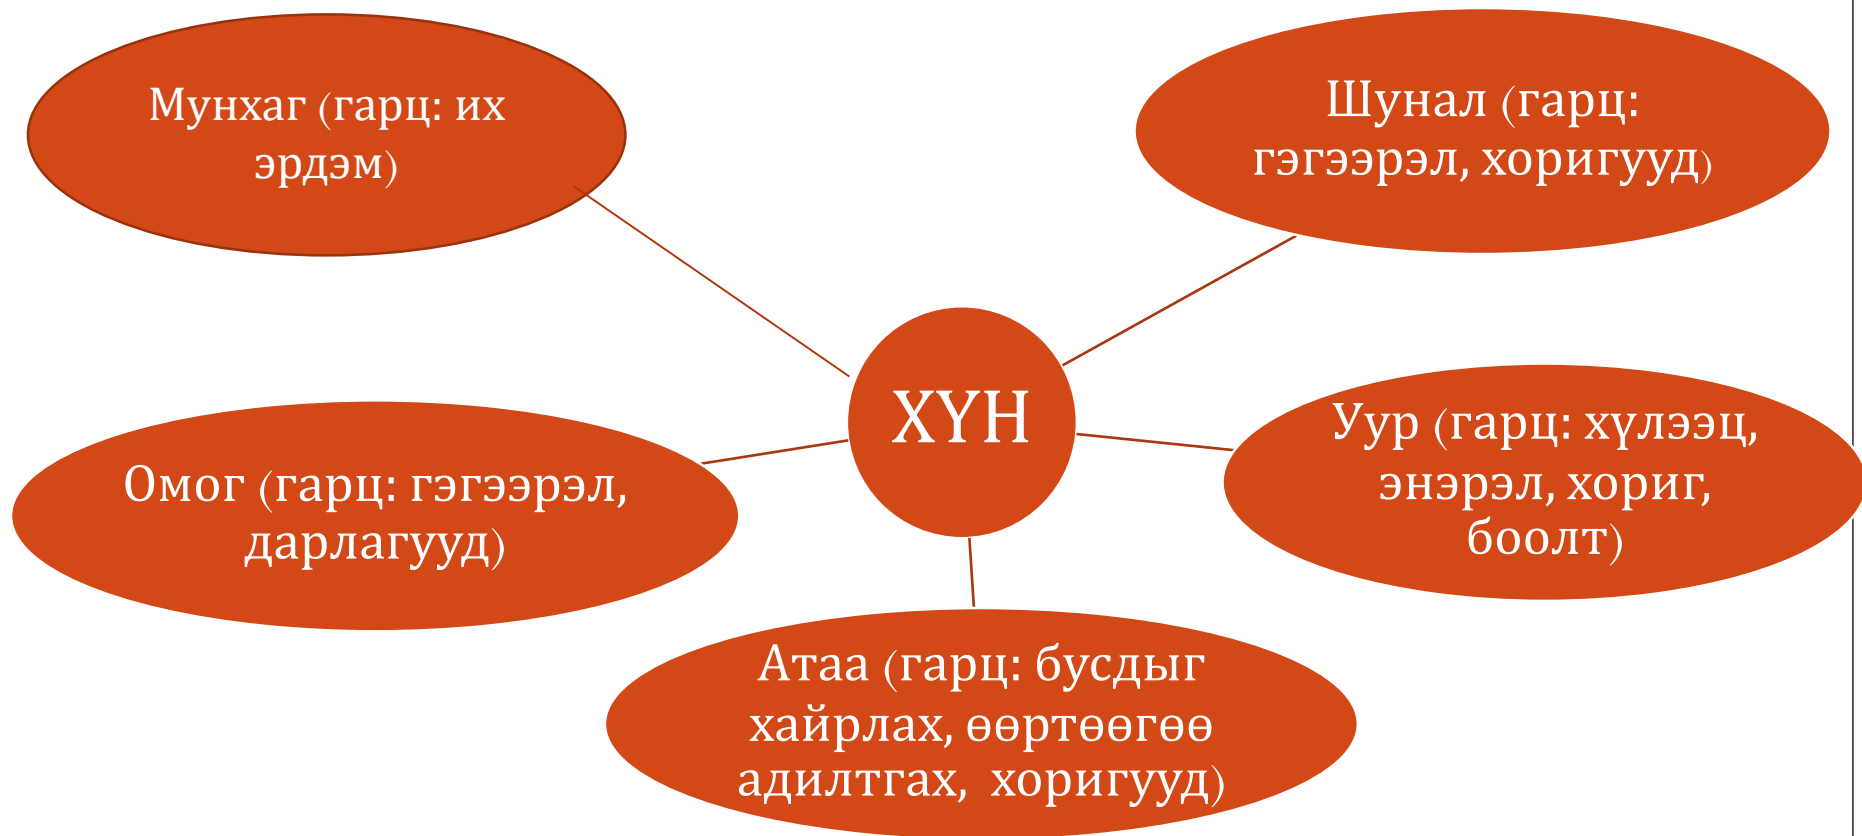 Мунхаг (гарц: их
эрдэм)
Шунал (гарц:
гэгээрэл, хоригууд)
ХҮН
Уур (гарц: хүлээц,
энэрэл, хориг,
боолт)
Омог (гарц: гэгээрэл,
дарлагууд)
Атаа (гарц: бусдыг
хайрлах, өөртөөгөө
адилтгах, хоригууд)